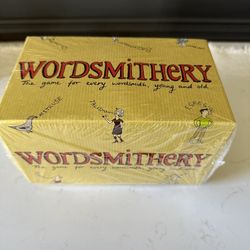 WORDSMITHERY
The game for every wordsmith, young and old
WORDSMITHERY
The game for every wordsmith, young and old